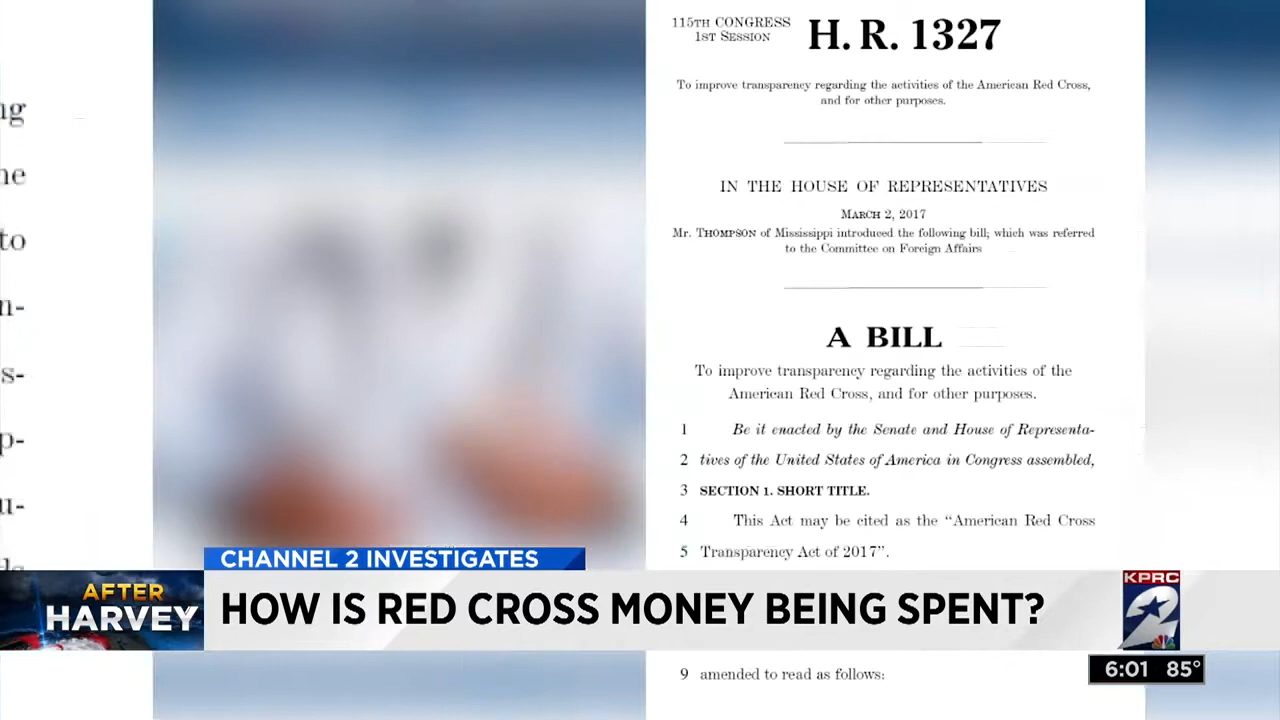 ng
ne
to
n-
s-
p-
u-
115TH CONGRESS
1ST SESSION
H. R. 1327
To improve transparency regarding the activities of the American Red Cross,
and for other purposes.
IN THE HOUSE OF REPRESENTATIVES
MARCH 2, 2017
Mr. THOMPSON of Mississippi introduced the following bill; which was referred
to the Committee on Foreign Affairs
A BILL
To improve transparency regarding the activities of the
American Red Cross, and for other purposes.
1 Be it enacted by the Senate and House of Representa-
2 tives of the United States of America in Congress assembled,
3 SECTION 1. SHORT TITLE.
4 This Act may be cited as the “American Red Cross
5 Transparency Act of 2017”.
CHANNEL 2 INVESTIGATES
AFTER
HARVEY
HOW IS RED CROSS MONEY BEING SPENT?
KPRC
2
6:01 85°
9 amended to read as follows: